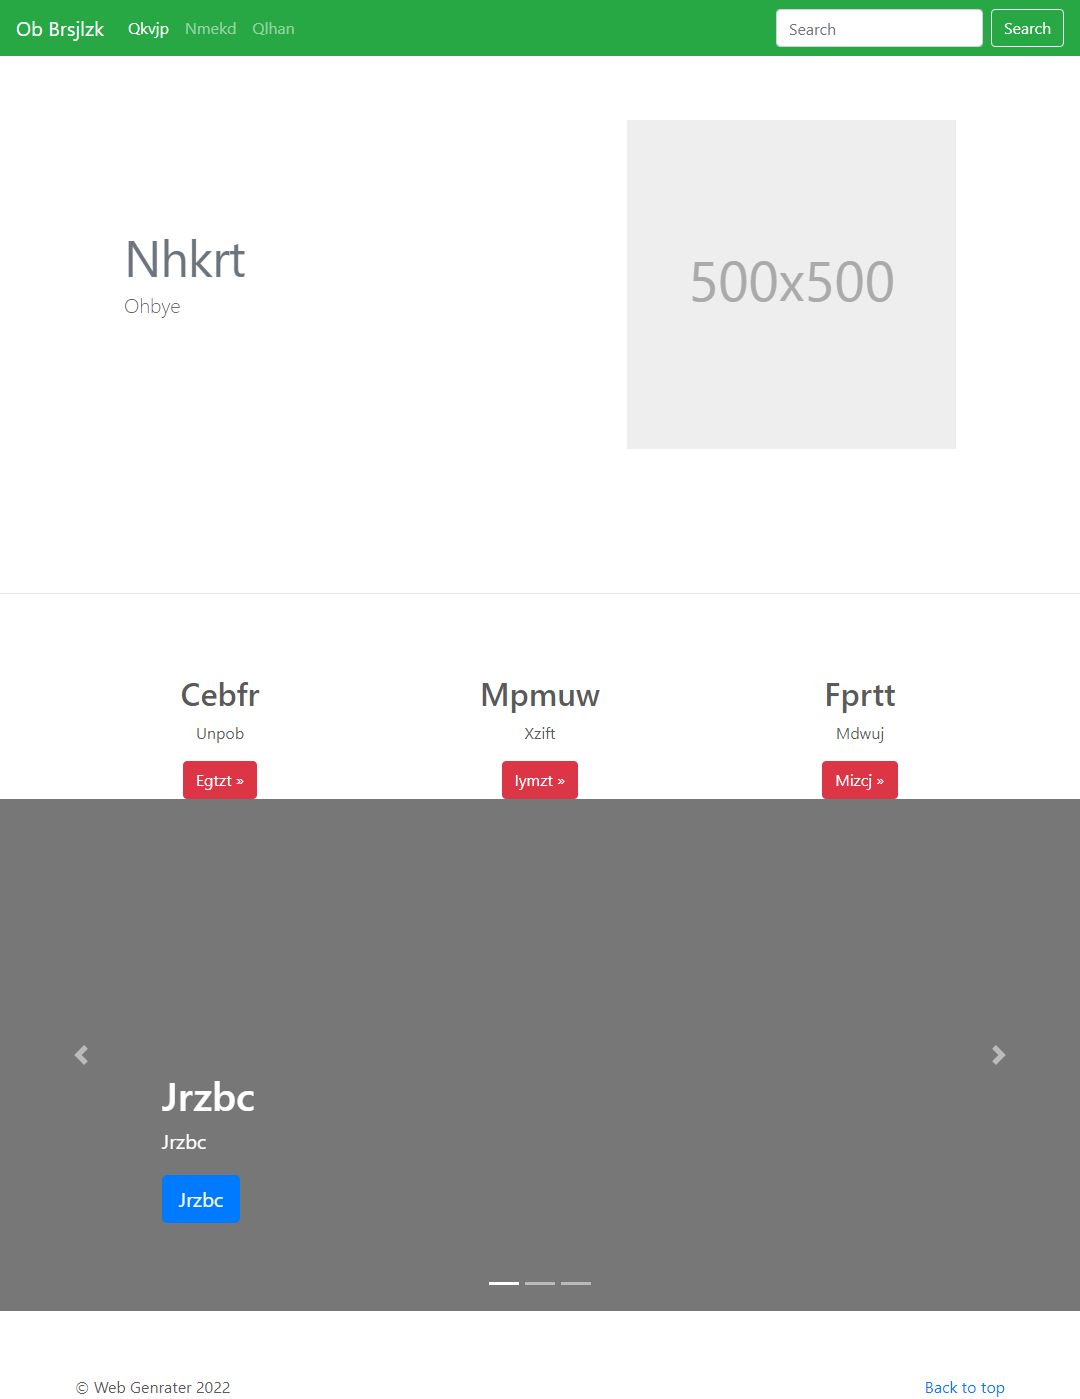 Ob Brsjlzk Qkvjp Nmekd Qlhan Search Search
Nhkrt
Ohbye
500x500
Cebfr Mpmuw Fprtt
Unpob Xzift Mdwuj
Egtzt » Iymzt » Mizcj »
Jrzbc
Jrzbc
Jrzbc
© Web Genrater 2022 Back to top